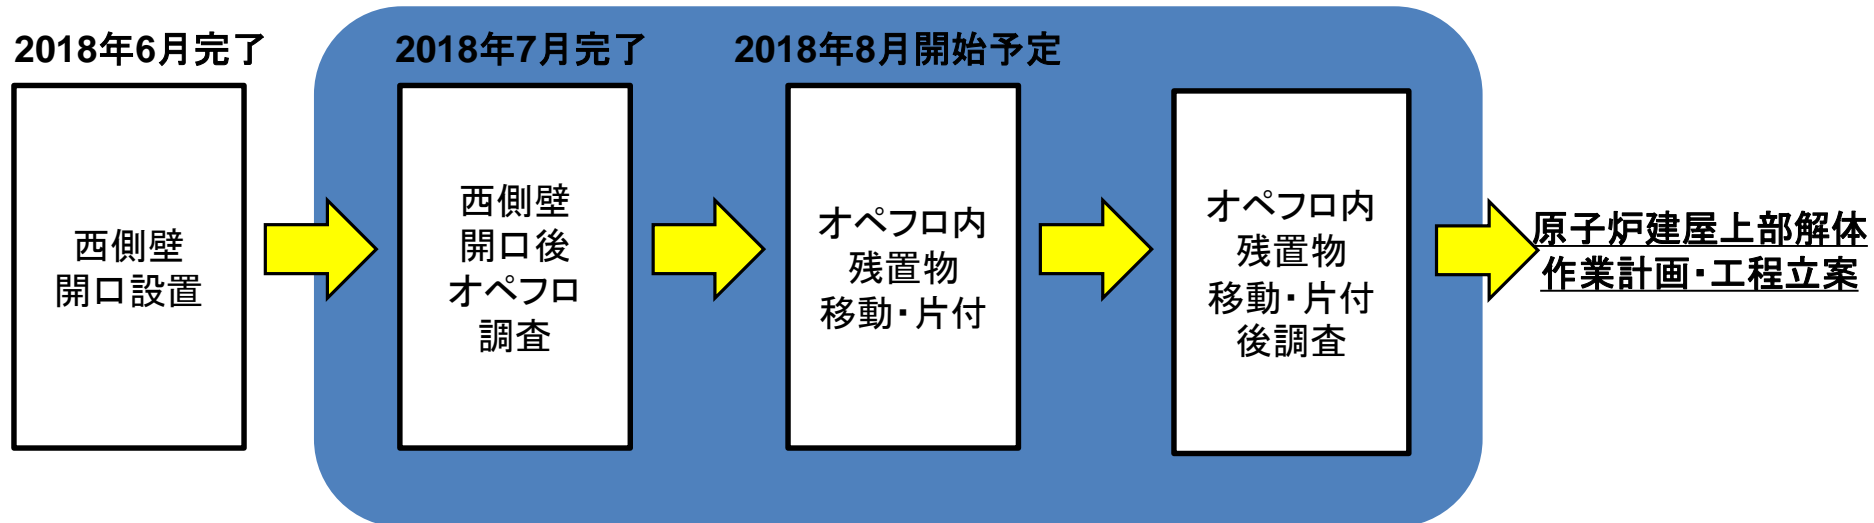 2018年6月完了
西側壁
開口設置
2018年7月完了
西側壁
開口後
オペフロ
調査
2018年8月開始予定
オペフロ内
残置物
移動・片付
オペフロ内
残置物
移動・片付
後調査
原子炉建屋上部解体
作業計画・工程立案